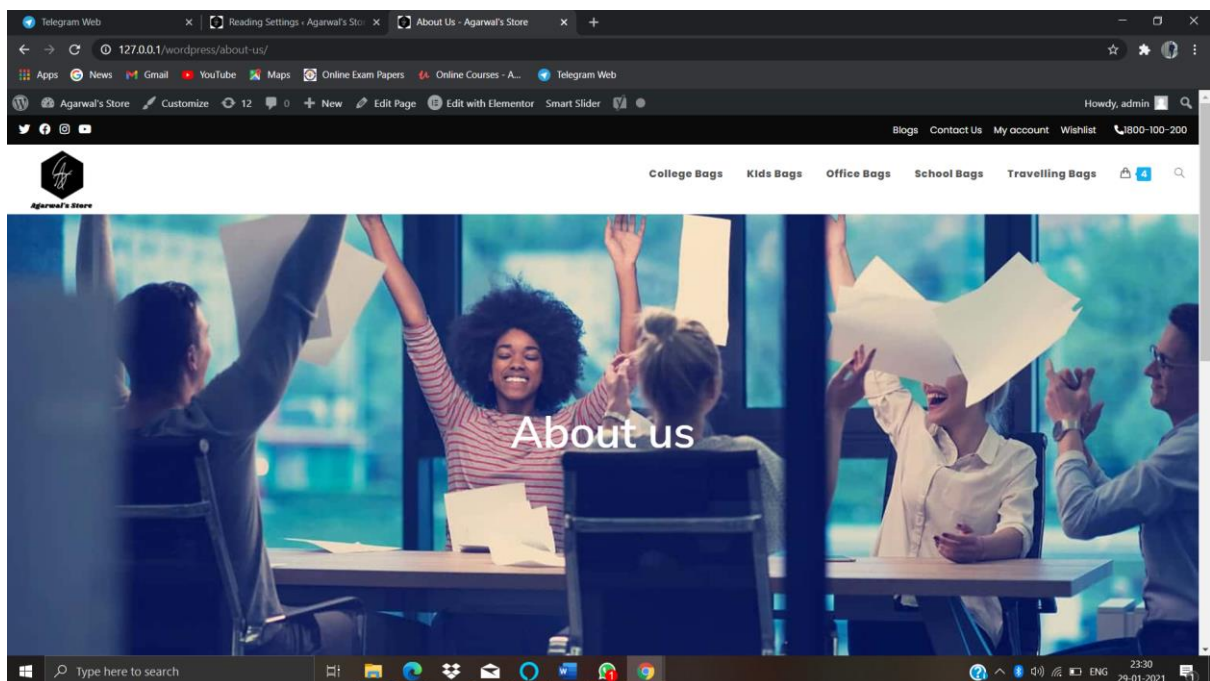 Telegram Web
Reading Settings ‹ Agarwal's Sto
About Us - Agarwal's Store
127.0.0.1/wordpress/about-us/
Apps News Gmail YouTube Maps Online Exam Papers Online Courses - A... Telegram Web
Agarwal's Store Customize 12 0 New Edit Page Edit with Elementor Smart Slider Howdy, admin
Blogs Contact Us My account Wishlist 1800-100-200
College Bags KIds Bags Office Bags School Bags Travelling Bags 4
Agarwal's Store
About us
Type here to search
ENG
23:30
29-01-2021